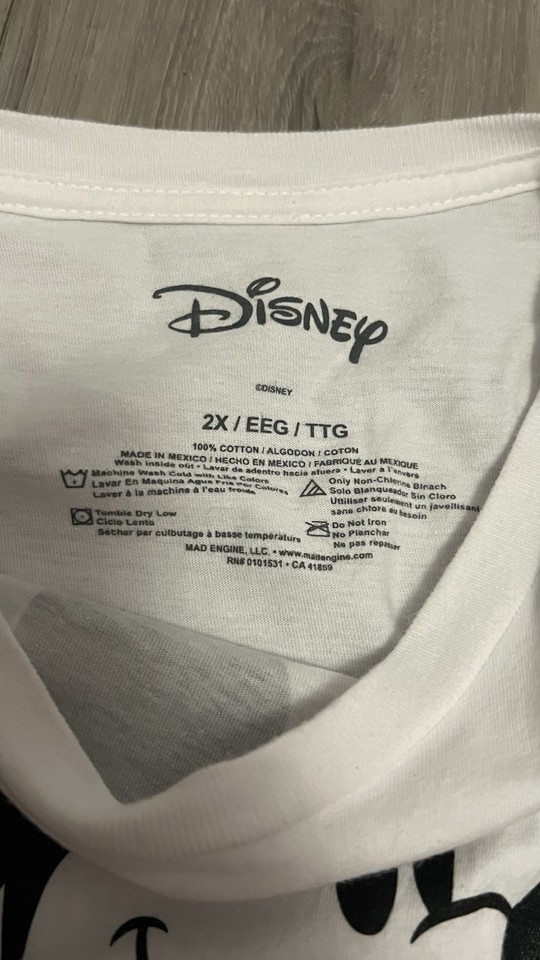 Disney
©DISNEY
2X / EEG / TTG
100% COTTON / ALGODON / COTON
MADE IN MEXICO / HECHO EN MEXICO / FABRIQUÉ AU MEXIQUE
Wash inside out • Lavar de adentro hacia afuera • Laver à l'envers
Machine Wash Cold with Like Colors
Lavar En Maquina Agua Fria por Colores
Laver à la machine à l'eau froide
Only Non-Chlorine Bleach
Solo Blanqueador Sin Cloro
Utiliser seulement un javellisant
sans chlore au besoin
Tumble Dry Low
Ciclo Lento
Sécher par culbutage à basse température
Do Not Iron
No Planchar
Ne pas repasser
MAD ENGINE, LLC. • www.madengine.com
RN# 0101531 • CA 41859